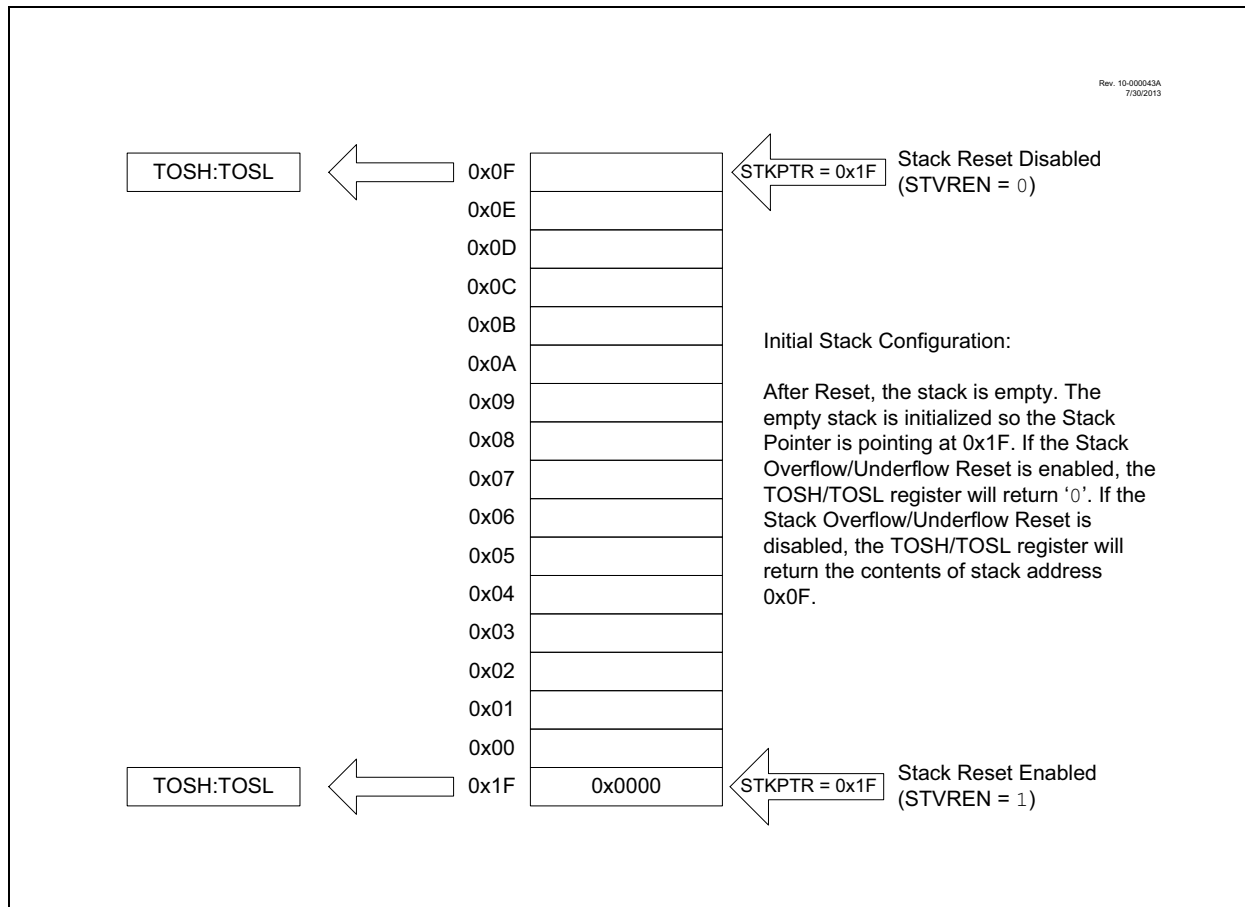 Rev. 10-000043A
7/30/2013
TOSH:TOSL
0x0F
STKPTR = 0x1F
Stack Reset Disabled
(STVREN = 0)
0x0E
0x0D
0x0C
0x0B
0x0A
0x09
0x08
0x07
0x06
0x05
0x04
0x03
0x02
0x01
0x00
Initial Stack Configuration:
After Reset, the stack is empty. The
empty stack is initialized so the Stack
Pointer is pointing at 0x1F. If the Stack
Overflow/Underflow Reset is enabled, the
TOSH/TOSL register will return ‘0’. If the
Stack Overflow/Underflow Reset is
disabled, the TOSH/TOSL register will
return the contents of stack address
0x0F.
TOSH:TOSL
0x1F
0x0000
STKPTR = 0x1F
Stack Reset Enabled
(STVREN = 1)